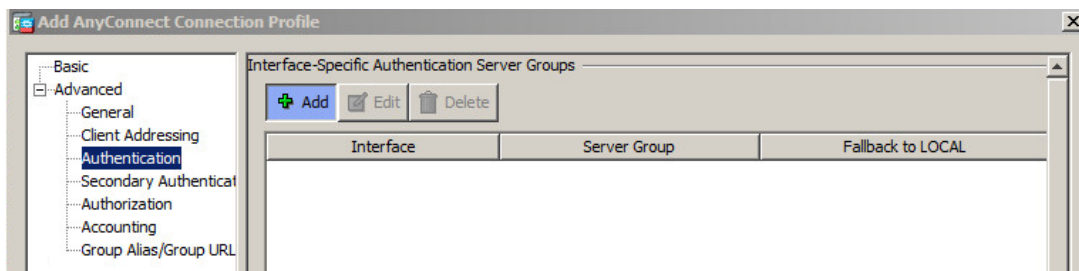 Add AnyConnect Connection Profile
Basic
Advanced
General
Client Addressing
Authentication
Secondary Authenticat
Authorization
Accounting
Group Alias/Group URL
Interface-Specific Authentication Server Groups
Add Edit Delete
Interface Server Group Fallback to LOCAL